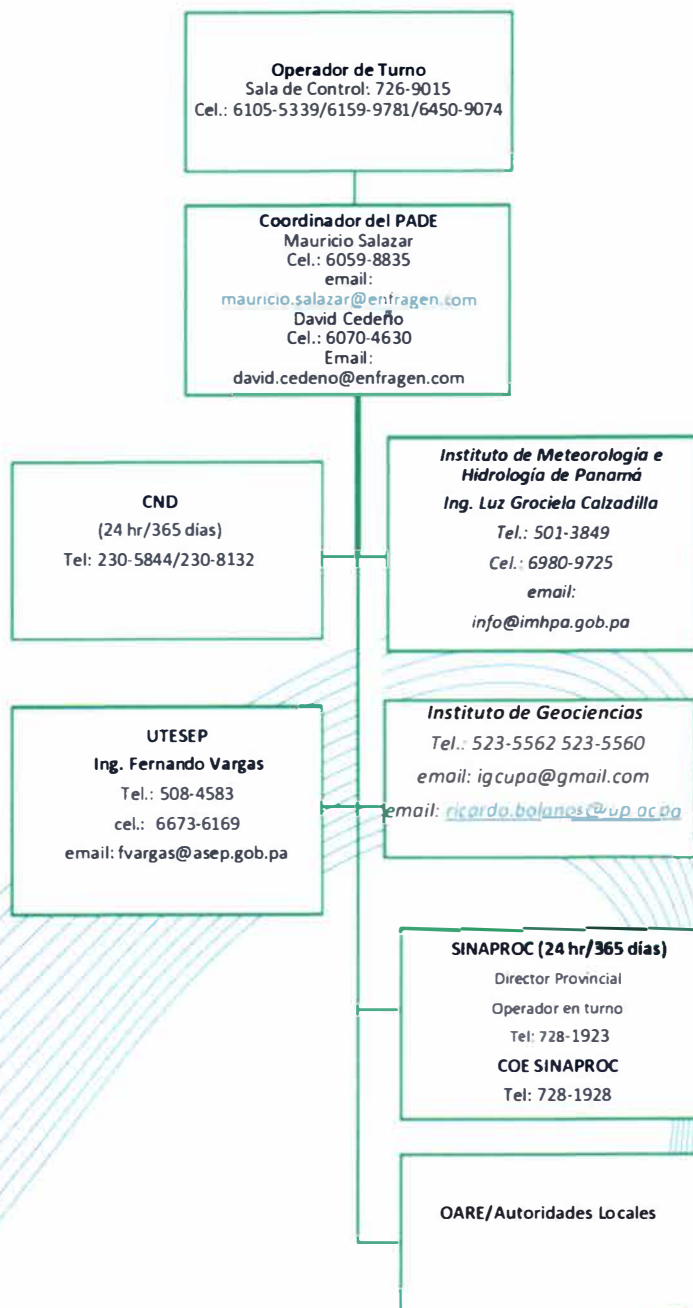 Operador de Turno
Sala de Control: 726-9015
Cel.: 6105-5339/6159-9781/6450-9074
Coordinador del PADE
Mauricio Salazar
Cel.: 6059-8835
email:
mauricio.salazar@enfragen.com
David Cedeño
Cel.: 6070-4630
Email:
david.cedeno@enfragen.com
CND
(24 hr/365 días)
Tel: 230-5844/230-8132
Instituto de Meteorología e
Hidrología de Panamá
Ing. Luz Grociela Calzadilla
Tel.: 501-3849
Cel.: 6980-9725
email:
info@imhpa.gob.pa
UTESEP
Ing. Fernando Vargas
Tel.: 508-4583
cel.: 6673-6169
email: fvargas@asep.gob.pa
Instituto de Geociencias
Tel.: 523-5562 523-5560
email: igcupa@gmail.com
email: ricardo.bolanos@up.ac.pa
SINAPROC (24 hr/365 días)
Director Provincial
Operador en turno
Tel: 728-1923
COE SINAPROC
Tel: 728-1928
OARE/Autoridades Locales